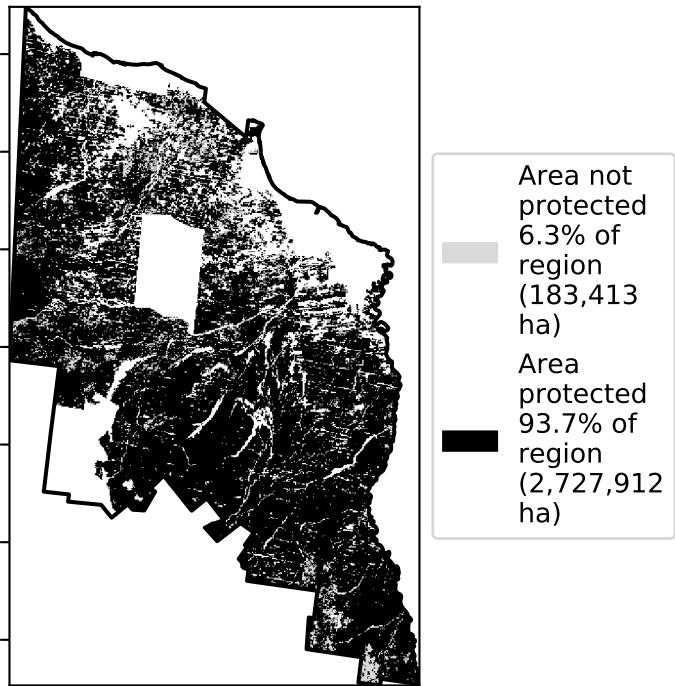 Area not
protected
6.3% of
region
(183,413
ha)
Area
protected
93.7% of
region
(2,727,912
ha)